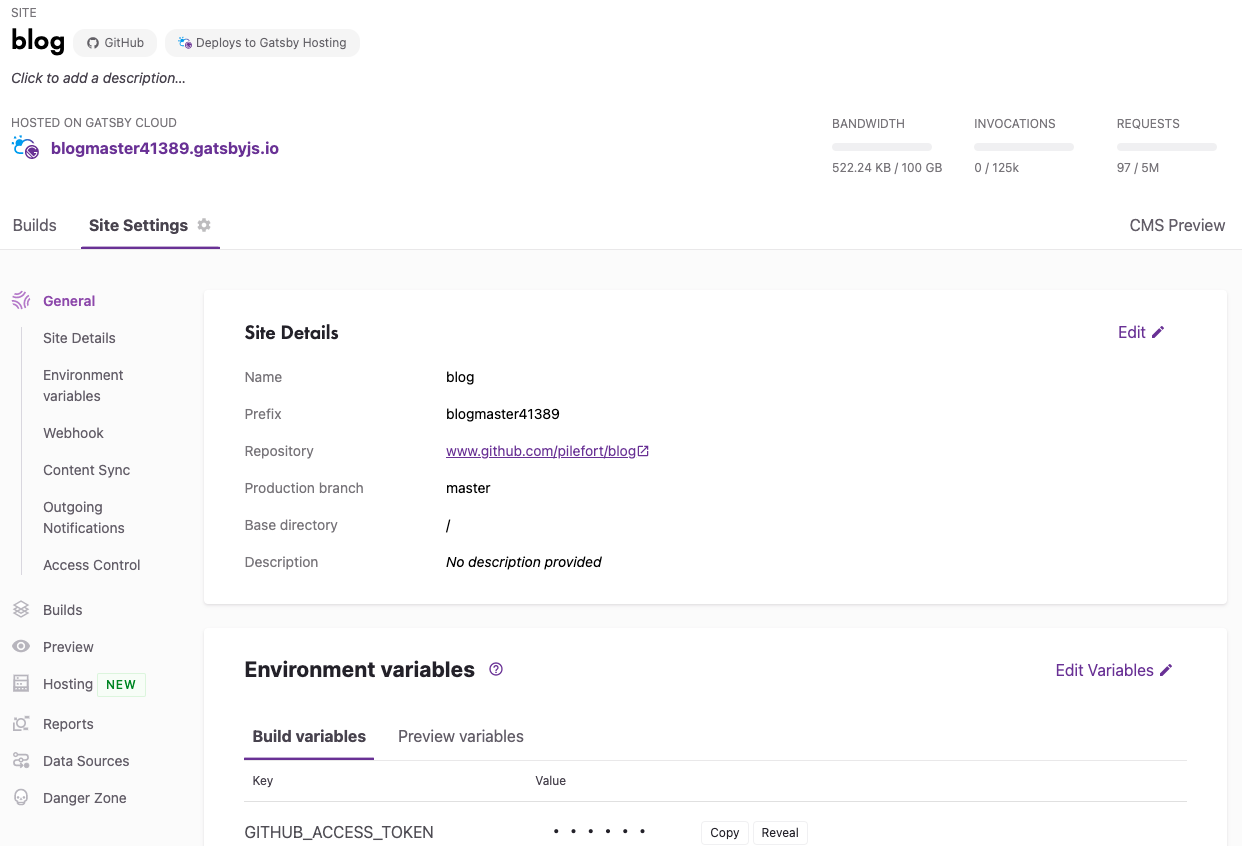 SITE
blog GitHub Deploys to Gatsby Hosting
Click to add a description...
HOSTED ON GATSBY CLOUD
blogmaster41389.gatsbyjs.io
BANDWIDTH INVOCATIONS REQUESTS
522.24 KB / 100 GB 0 / 125k 97 / 5M
Builds Site Settings CMS Preview
General
Site Details
Environment
variables
Webhook
Content Sync
Outgoing
Notifications
Access Control
Builds
Preview
Hosting NEW
Reports
Data Sources
Danger Zone
Site Details Edit
Name blog
Prefix blogmaster41389
Repository www.github.com/pilefort/blog
Production branch master
Base directory /
Description No description provided
Environment variables ? Edit Variables
Build variables Preview variables
Key Value
GITHUB_ACCESS_TOKEN • • • • • • Copy Reveal